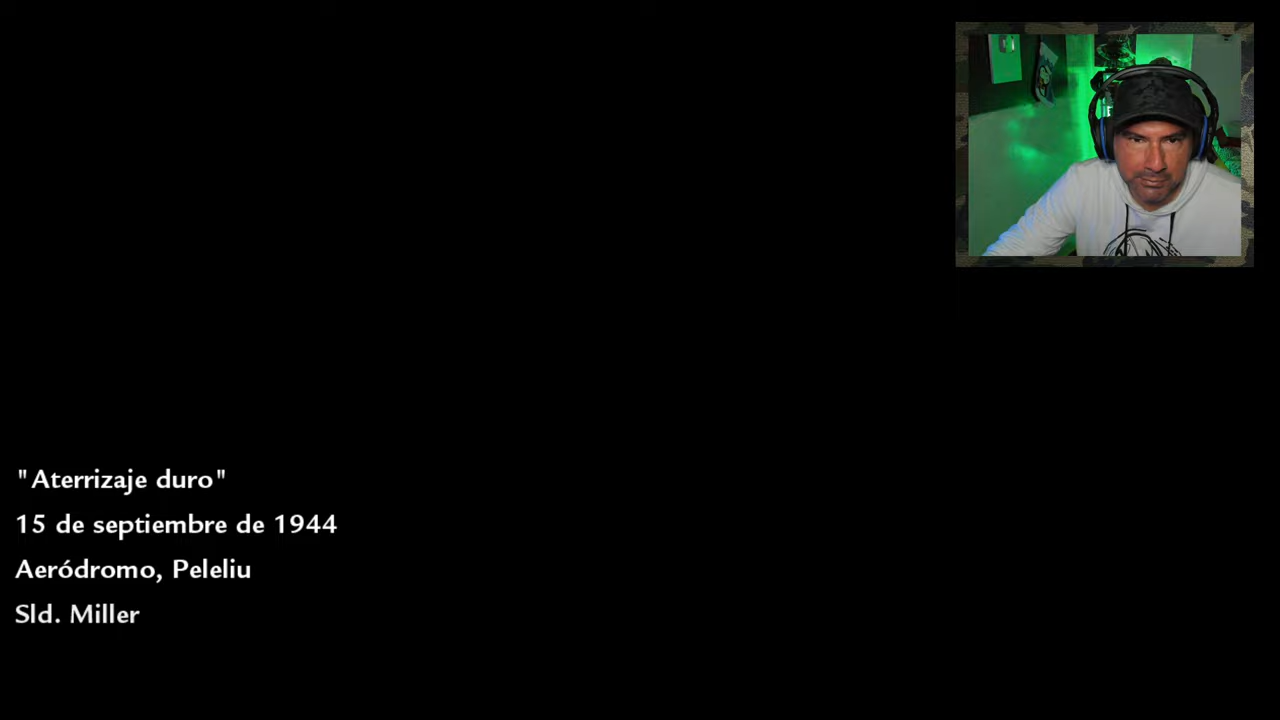 "Aterrizaje duro"
15 de septiembre de 1944
Aeródromo, Peleliu
Sld. Miller